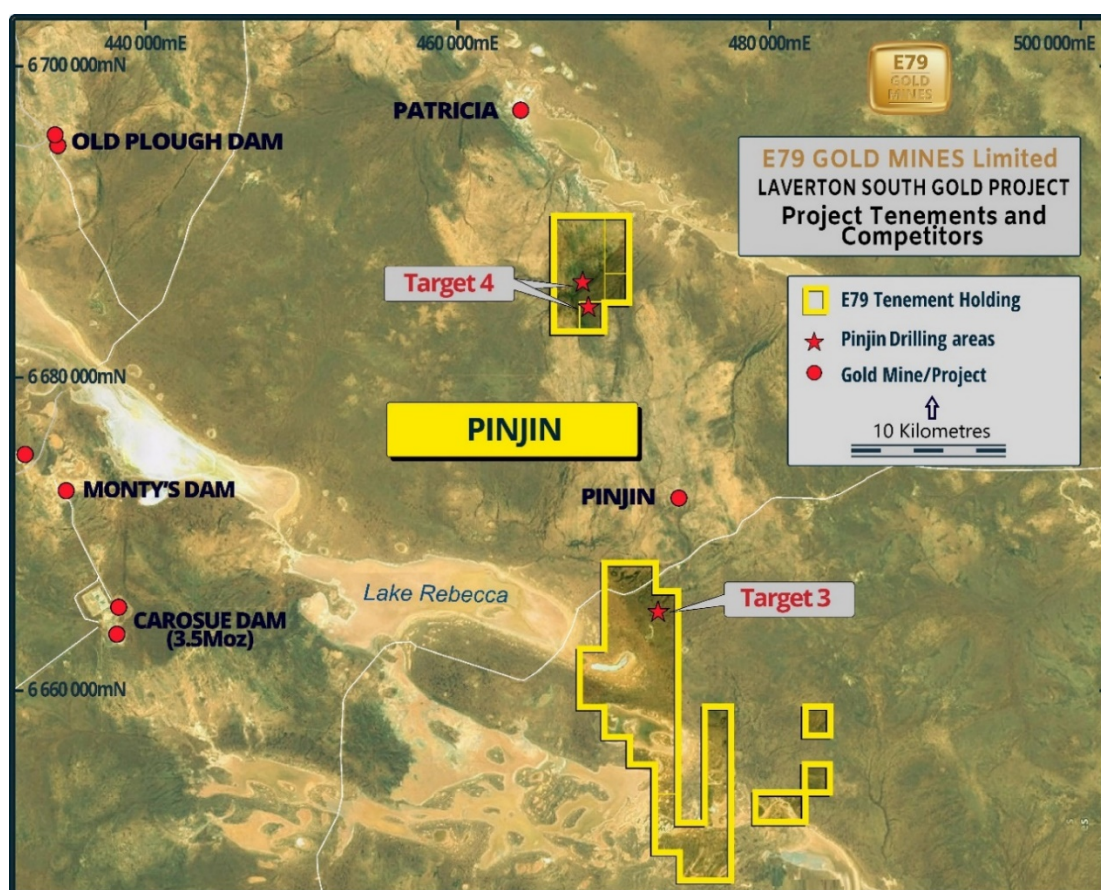 440 000mE
460 000mE
480 000mE
500 000mE
6 700 000mN
E79
GOLD
MINES
PATRICIA
OLD PLOUGH DAM
E79 GOLD MINES Limited
LAVERTON SOUTH GOLD PROJECT
Project Tenements and
Competitors
Target 4
E79 Tenement Holding
Pinjin Drilling areas
Gold Mine/Project
10 Kilometres
6 680 000mN
PINJIN
MONTY'S DAM
PINJIN
Lake Rebecca
Target 3
CAROSUE DAM
(3.5Moz)
6 660 000mN